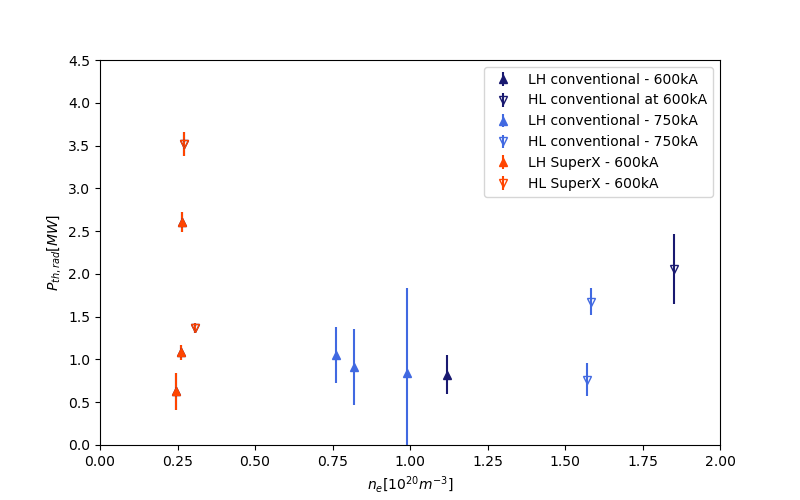 4.5
4.0
3.5
3.0
2.5
2.0
1.5
1.0
0.5
0.0
P_{th,rad}[MW]
LH conventional - 600kA
HL conventional at 600kA
LH conventional - 750kA
HL conventional - 750kA
LH SuperX - 600kA
HL SuperX - 600kA
0.00 0.25 0.50 0.75 1.00 1.25 1.50 1.75 2.00
n_e[10^{20}m^{-3}]